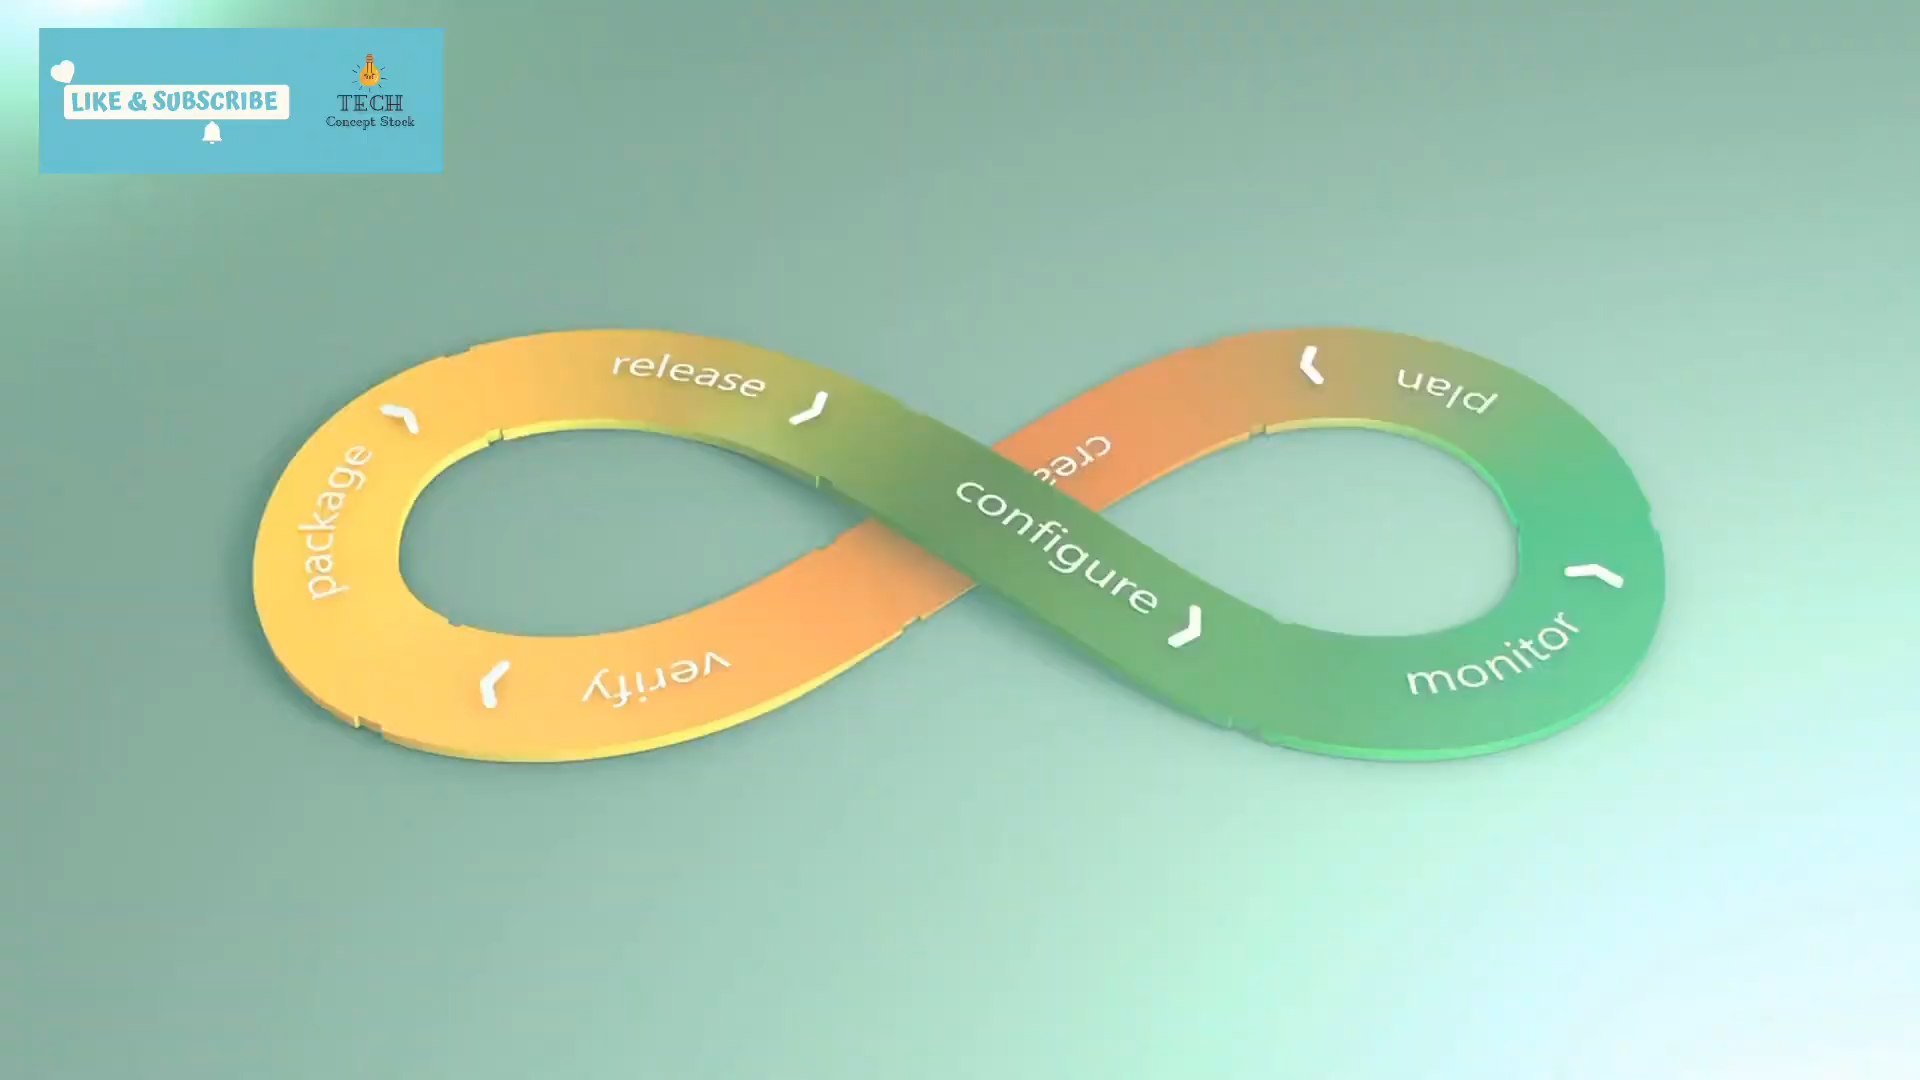 LIKE & SUBSCRIBE
TECH
Concept Stock
release
plan
package
configure
verify
monitor